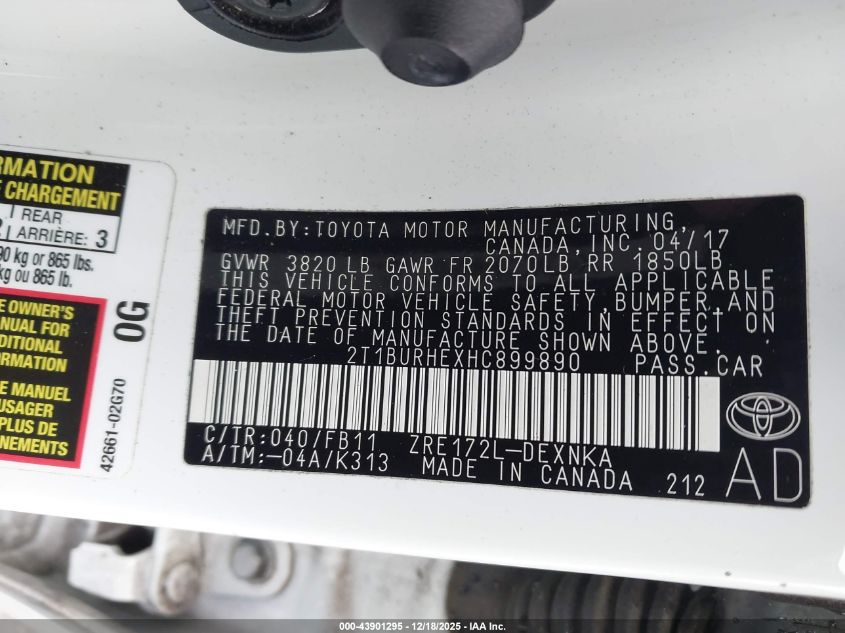 RMATION
CHARGEMENT
REAR
ARRIÈRE: 3
kg or 865 lbs.
kg ou 865 lb.
OWNER'S
MANUAL FOR
DITIONAL
ORMATION
MANUEL
USAGER
PLUS DE
0G
42661-02G70
MFD.BY:TOYOTA MOTOR MANUFACTURING,
CANADA,INC.04/17
GVWR 3820 LB GAWR FR 2070LB RR 1850LB
THIS VEHICLE CONFORMS TO ALL APPLICABLE
FEDERAL MOTOR VEHICLE SAFETY,BUMPER,AND
THEFT PREVENTION STANDARDS IN EFFECT ON
THE DATE OF MANUFACTURE SHOWN ABOVE.
2T1BURHEXHC899890 PASS.CAR
C/TR:040/FB11 ZRE172L-DEXNKA
A/TM:-04A/K313 MADE IN CANADA 212
AD
000-43901295 - 12/18/2025 - IAA Inc.